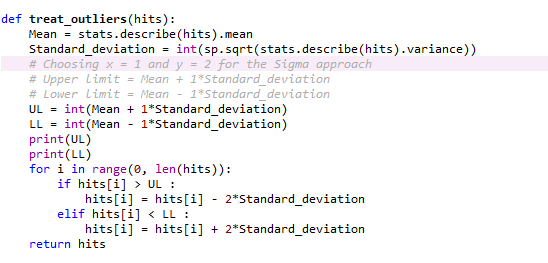 def treat_outliers(hits):
    Mean = stats.describe(hits).mean
    Standard_deviation = int(sp.sqrt(stats.describe(hits).variance))
    # Choosing x = 1 and y = 2 for the Sigma approach
    # Upper limit = Mean + 1*Standard_deviation
    # Lower limit = Mean - 1*Standard_deviation
    UL = int(Mean + 1*Standard_deviation)
    LL = int(Mean - 1*Standard_deviation)
    print(UL)
    print(LL)
    for i in range(0, len(hits)):
        if hits[i] > UL :
            hits[i] = hits[i] - 2*Standard_deviation
        elif hits[i] < LL :
            hits[i] = hits[i] + 2*Standard_deviation
    return hits